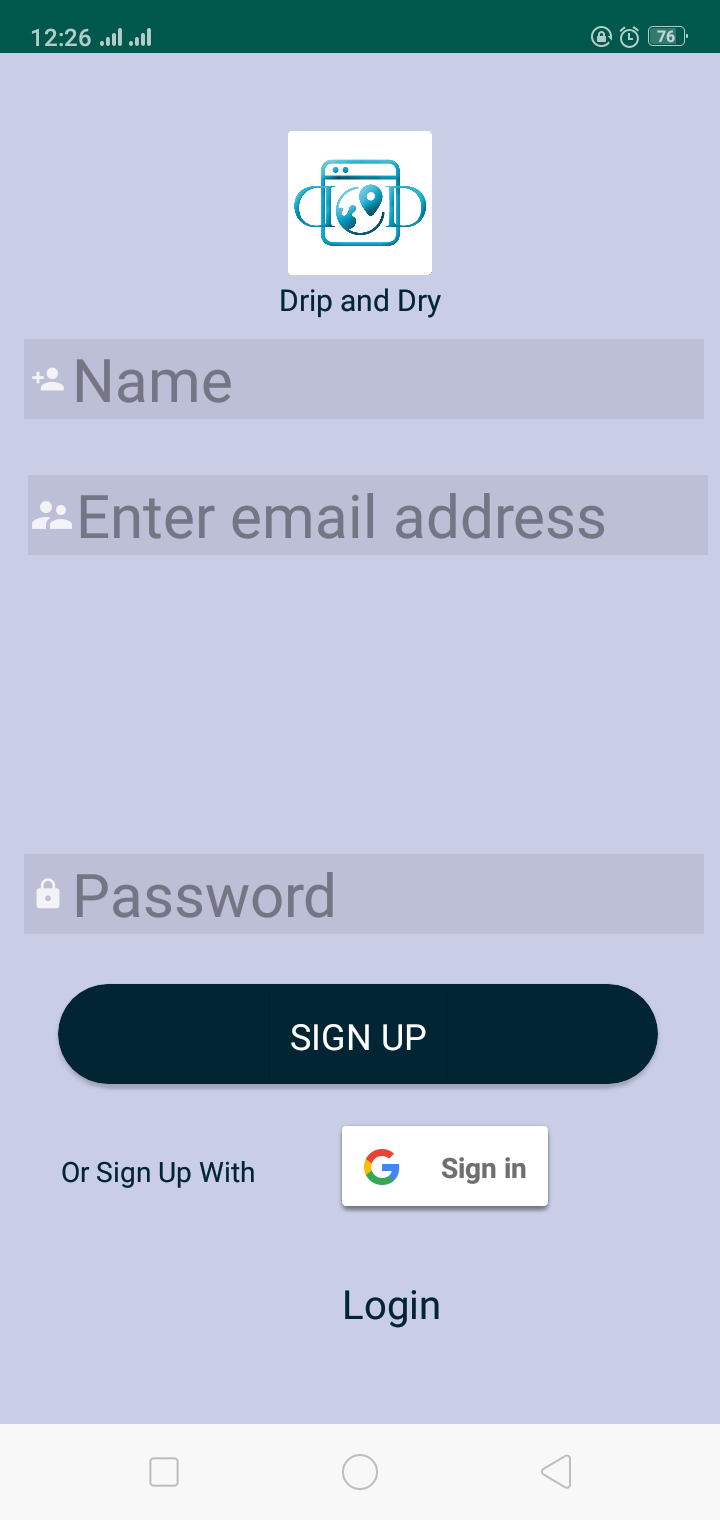 12:26
76
Drip and Dry
Name
Enter email address
Password
SIGN UP
Or Sign Up With
Sign in
Login